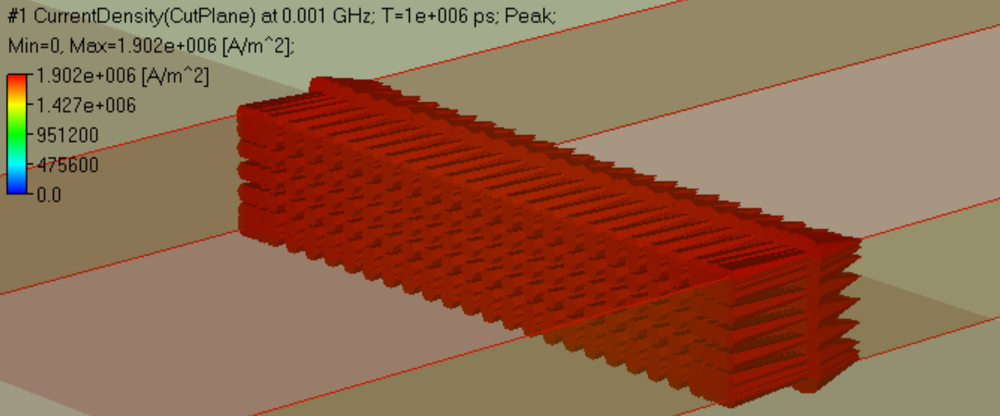 #1 CurrentDensity(CutPlane) at 0.001 GHz; T=1e+006 ps; Peak;
Min=0, Max=1.902e+006 [A/m^2];
1.902e+006 [A/m^2]
1.427e+006
951200
475600
0.0